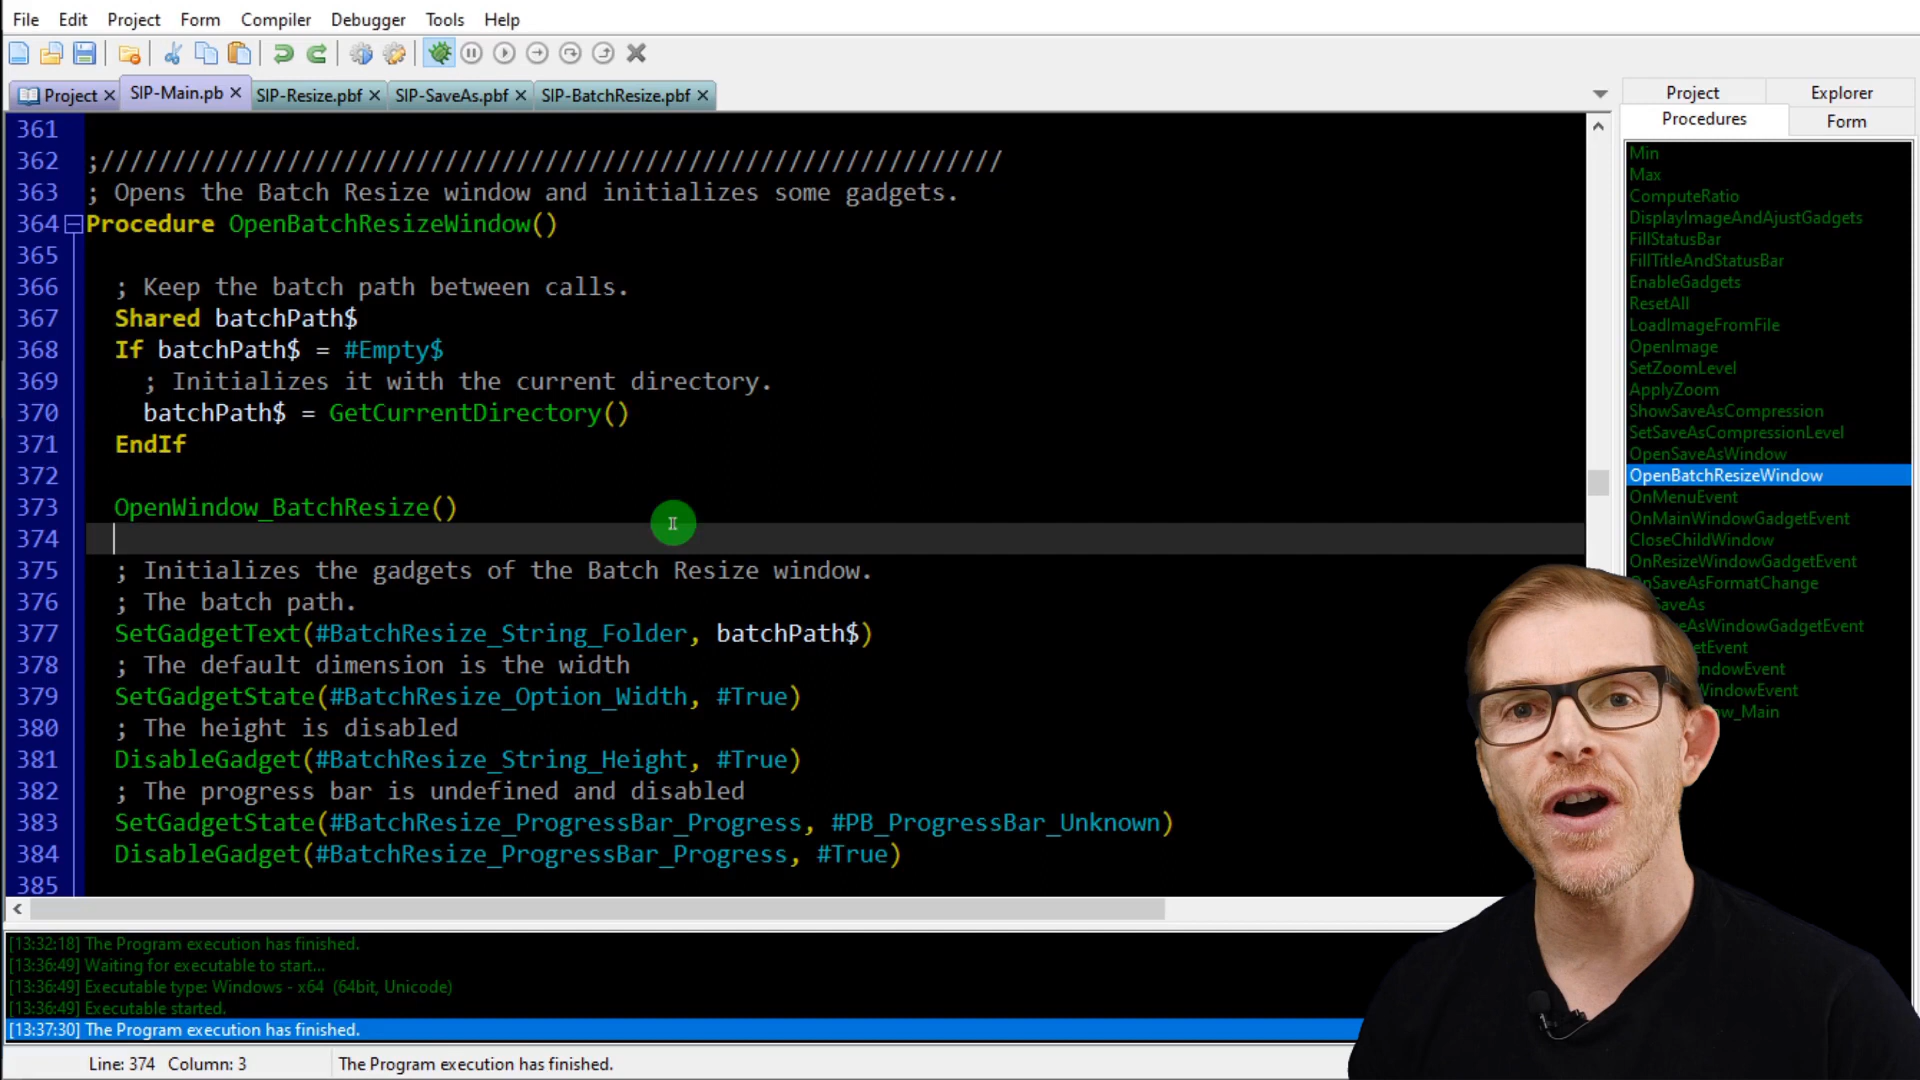 File Edit Project Form Compiler Debugger Tools Help
Project SIP-Main.pb SIP-Resize.pbf SIP-SaveAs.pbf SIP-BatchResize.pbf
361
362 ;///////////////////////////////////////////////////////////////
363 ; Opens the Batch Resize window and initializes some gadgets.
364 Procedure OpenBatchResizeWindow()
365
366 ; Keep the batch path between calls.
367 Shared batchPath$
368 If batchPath$ = #Empty$
369 ; Initializes it with the current directory.
370 batchPath$ = GetCurrentDirectory()
371 EndIf
372
373 OpenWindow_BatchResize()
374
375 ; Initializes the gadgets of the Batch Resize window.
376 ; The batch path.
377 SetGadgetText(#BatchResize_String_Folder, batchPath$)
378 ; The default dimension is the width
379 SetGadgetState(#BatchResize_Option_Width, #True)
380 ; The height is disabled
381 DisableGadget(#BatchResize_String_Height, #True)
382 ; The progress bar is undefined and disabled
383 SetGadgetState(#BatchResize_ProgressBar_Progress, #PB_ProgressBar_Unknown)
384 DisableGadget(#BatchResize_ProgressBar_Progress, #True)
385
Project Explorer
Procedures Form
Min
Max
ComputeRatio
DisplayImageAndAjustGadgets
FillStatusBar
FillTitleAndStatusBar
EnableGadgets
ResetAll
LoadImageFromFile
OpenImage
SetZoomLevel
ApplyZoom
ShowSaveAsCompression
SetSaveAsCompressionLevel
OpenSaveAsWindow
OpenBatchResizeWindow
OnMenuEvent
OnMainWindowGadgetEvent
CloseChildWindow
OnResizeWindowGadgetEvent
OnSaveAsFormatChange
SaveAs
eAsWindowGadgetEvent
etEvent
indowEvent
WindowEvent
ow_Main
[13:32:18] The Program execution has finished.
[13:36:49] Waiting for executable to start...
[13:36:49] Executable type: Windows - x64 (64bit, Unicode)
[13:36:49] Executable started.
[13:37:30] The Program execution has finished.
Line: 374 Column: 3 The Program execution has finished.